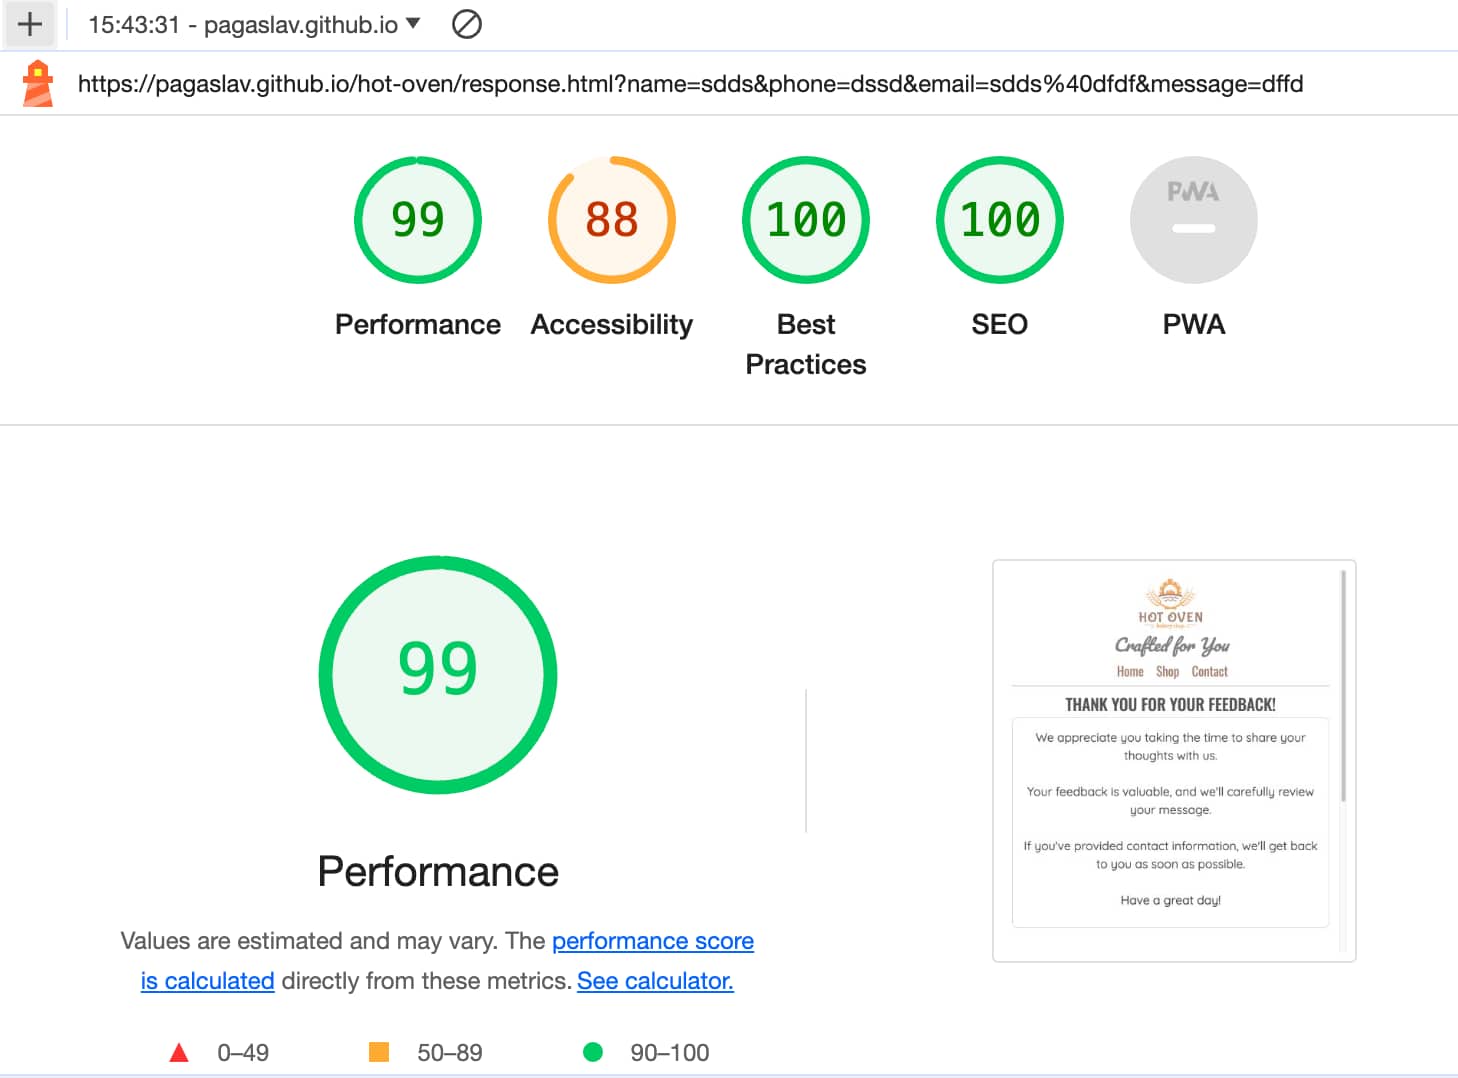 15:43:31 - pagaslav.github.io
https://pagaslav.github.io/hot-oven/response.html?name=sdds&phone=dssd&email=sdds%40dfdf&message=dffd
99
88
100
100
PWA
Performance
Accessibility
Best
Practices
SEO
PWA
99
Performance
Values are estimated and may vary. The performance score
is calculated directly from these metrics. See calculator.
0–49
50–89
90–100
HOT OVEN
Crafted for You
Home Shop Contact
THANK YOU FOR YOUR FEEDBACK!
We appreciate you taking the time to share your
thoughts with us.
Your feedback is valuable, and we'll carefully review
your message.
If you've provided contact information, we'll get back
to you as soon as possible.
Have a great day!